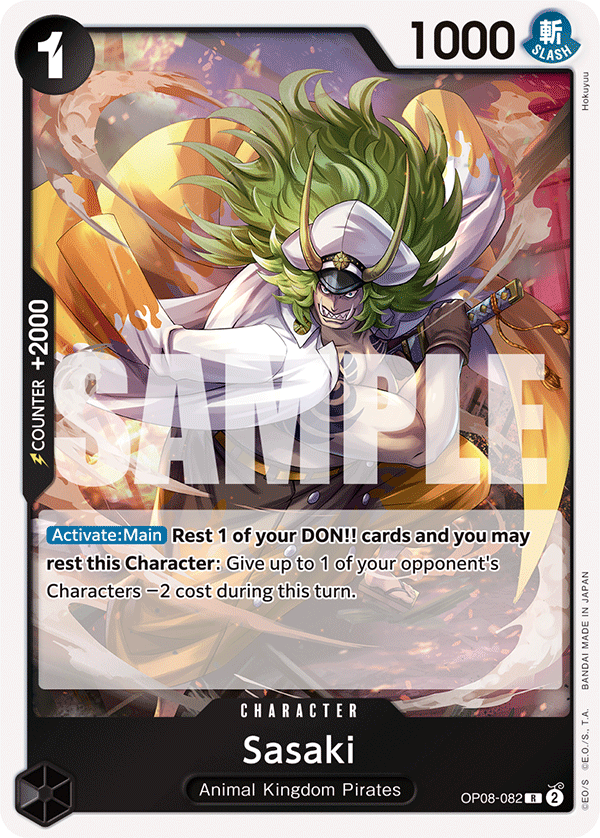 1
1000
斬
SLASH
Hokuyuu
COUNTER +2000
SAMPLE
Activate:Main Rest 1 of your DON!! cards and you may
rest this Character: Give up to 1 of your opponent's
Characters −2 cost during this turn.
CHARACTER
Sasaki
Animal Kingdom Pirates
OP08-082 R 2
©E.O/S ©E.O./S., T.A. BANDAI MADE IN JAPAN